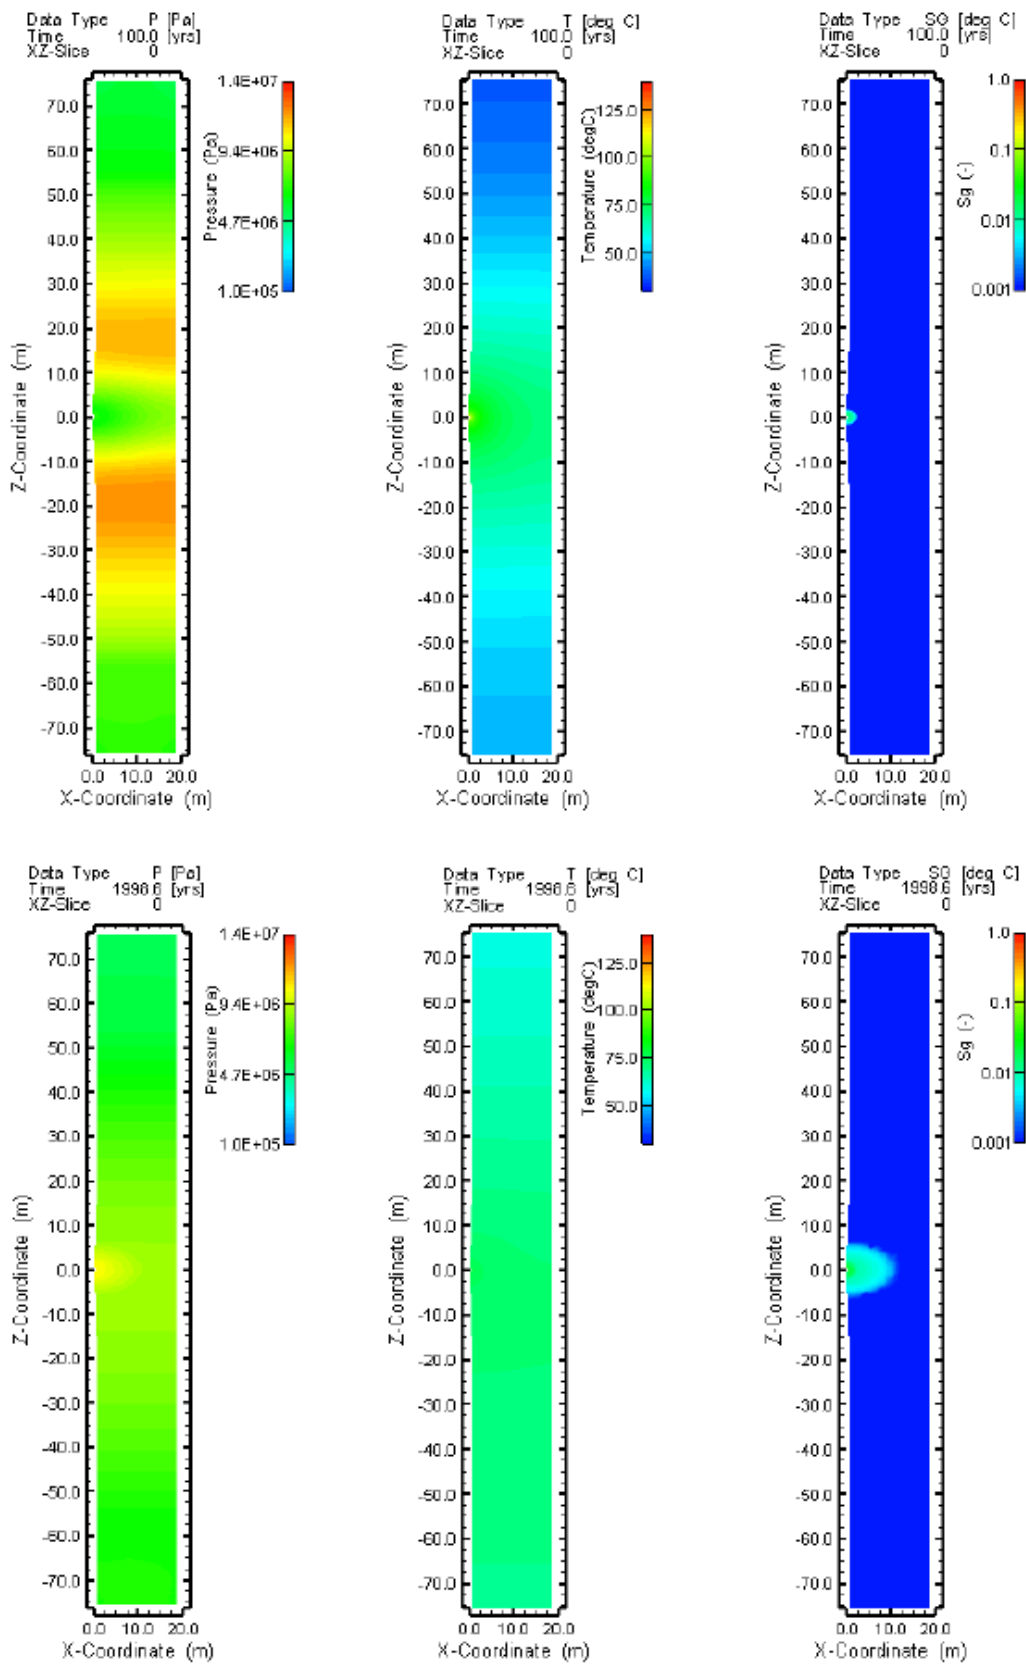 Data Type P [Pa]
Time 100.0 [yrs]
XZ-Slice 0
70.0
60.0
50.0
40.0
30.0
20.0
10.0
0.0
-10.0
-20.0
-30.0
-40.0
-50.0
-60.0
-70.0
Z-Coordinate (m)
0.0 10.0 20.0
X-Coordinate (m)
1.4E+07
9.4E+06
4.7E+06
1.0E+05
Pressure (Pa)
Data Type T [deg C]
Time 100.0 [yrs]
XZ-Slice 0
70.0
60.0
50.0
40.0
30.0
20.0
10.0
0.0
-10.0
-20.0
-30.0
-40.0
-50.0
-60.0
-70.0
Z-Coordinate (m)
0.0 10.0 20.0
X-Coordinate (m)
125.0
100.0
75.0
50.0
Temperature (degC)
Data Type SG [deg C]
Time 100.0 [yrs]
XZ-Slice 0
70.0
60.0
50.0
40.0
30.0
20.0
10.0
0.0
-10.0
-20.0
-30.0
-40.0
-50.0
-60.0
-70.0
Z-Coordinate (m)
0.0 10.0 20.0
X-Coordinate (m)
1.0
0.1
0.01
0.001
Sg (-)
Data Type P [Pa]
Time 1998.6 [yrs]
XZ-Slice 0
70.0
60.0
50.0
40.0
30.0
20.0
10.0
0.0
-10.0
-20.0
-30.0
-40.0
-50.0
-60.0
-70.0
Z-Coordinate (m)
0.0 10.0 20.0
X-Coordinate (m)
1.4E+07
9.4E+06
4.7E+06
1.0E+05
Pressure (Pa)
Data Type T [deg C]
Time 1998.6 [yrs]
XZ-Slice 0
70.0
60.0
50.0
40.0
30.0
20.0
10.0
0.0
-10.0
-20.0
-30.0
-40.0
-50.0
-60.0
-70.0
Z-Coordinate (m)
0.0 10.0 20.0
X-Coordinate (m)
125.0
100.0
75.0
50.0
Temperature (degC)
Data Type SG [deg C]
Time 1998.6 [yrs]
XZ-Slice 0
70.0
60.0
50.0
40.0
30.0
20.0
10.0
0.0
-10.0
-20.0
-30.0
-40.0
-50.0
-60.0
-70.0
Z-Coordinate (m)
0.0 10.0 20.0
X-Coordinate (m)
1.0
0.1
0.01
0.001
Sg (-)